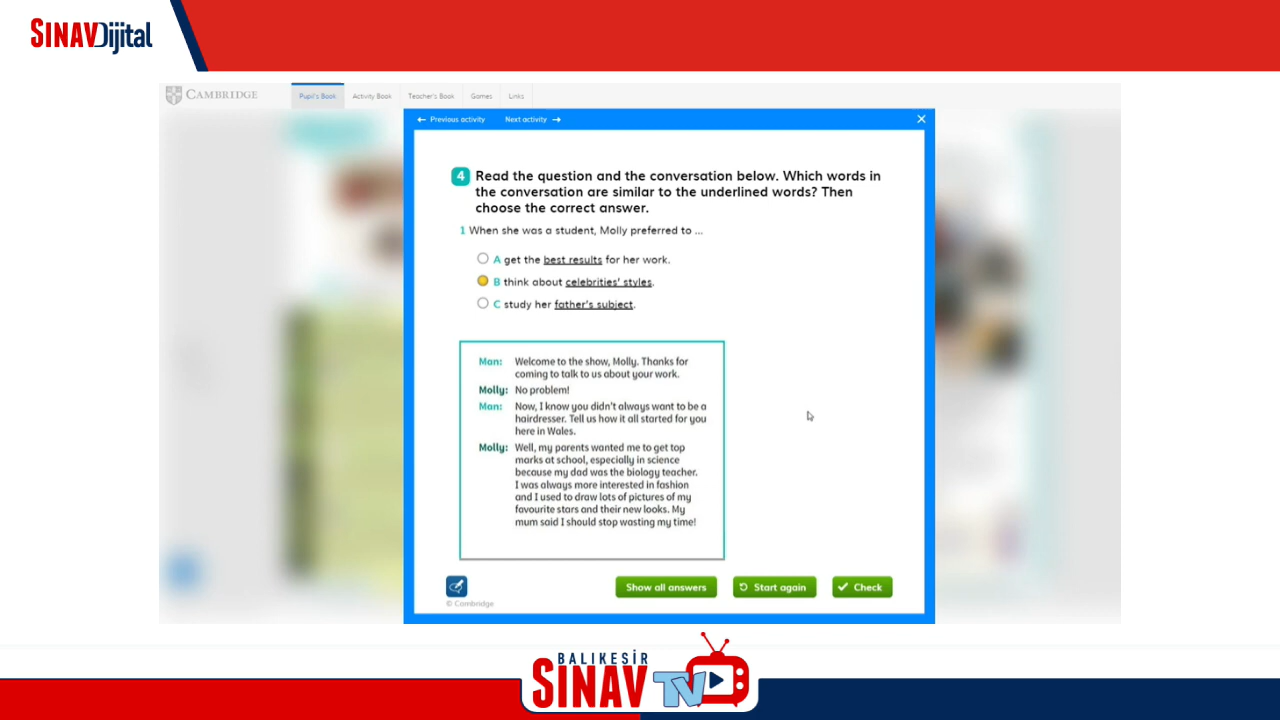 SINAVDijital
CAMBRIDGE
Pupil's Book
Activity Book
Teacher's Book
Games
Links
← Previous activity
Next activity →
4 Read the question and the conversation below. Which words in
the conversation are similar to the underlined words? Then
choose the correct answer.
1 When she was a student, Molly preferred to ...
A get the best results for her work.
B think about celebrities' styles.
C study her father's subject.
Man: Welcome to the show, Molly. Thanks for
coming to talk to us about your work.
Molly: No problem!
Man: Now, I know you didn't always want to be a
hairdresser. Tell us how it all started for you
here in Wales.
Molly: Well, my parents wanted me to get top
marks at school, especially in science
because my dad was the biology teacher.
I was always more interested in fashion
and I used to draw lots of pictures of my
favourite stars and their new looks. My
mum said I should stop wasting my time!
Show all answers
Start again
Check
© Cambridge
BALIKESİR
SINAV TV